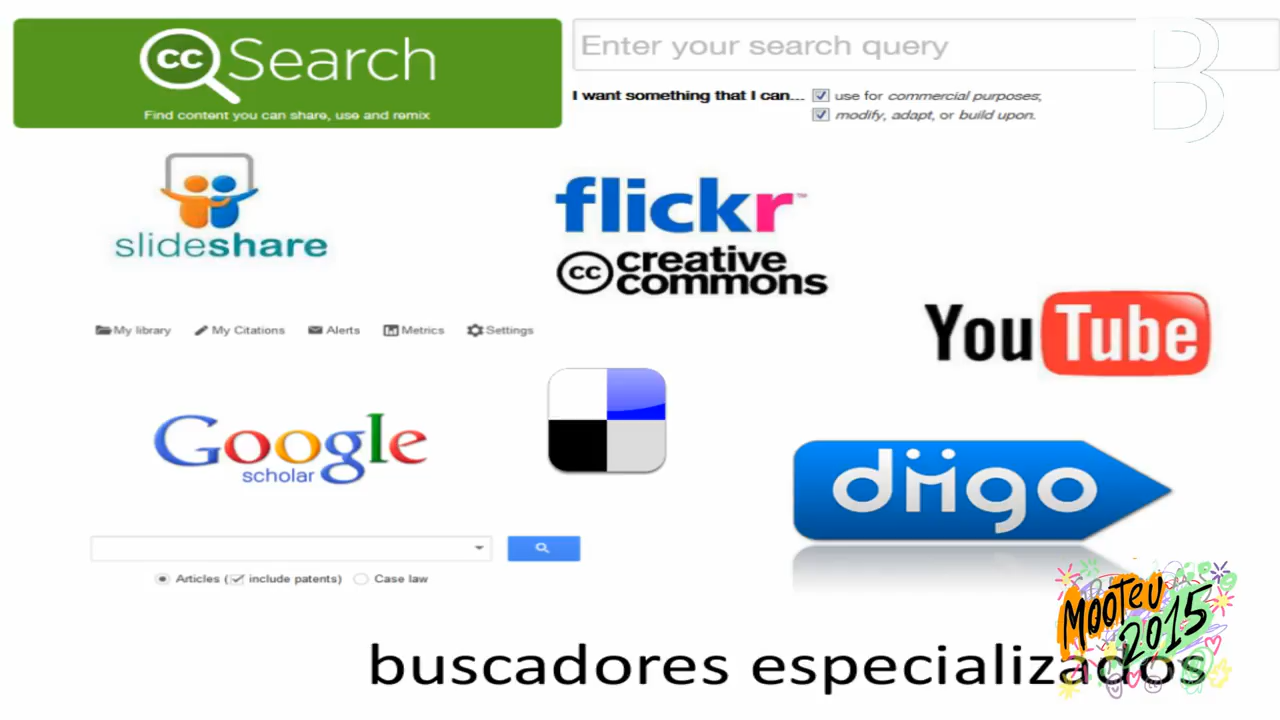 cc Search
Find content you can share, use and remix
Enter your search query
B
I want something that I can... use for commercial purposes;
modify, adapt, or build upon.
slideshare
flickr™
cc creative
commons
YouTube
My library My Citations Alerts Metrics Settings
Google
scholar
diigo
Articles (include patents) Case law
MOOTEU
2015
buscadores especializados